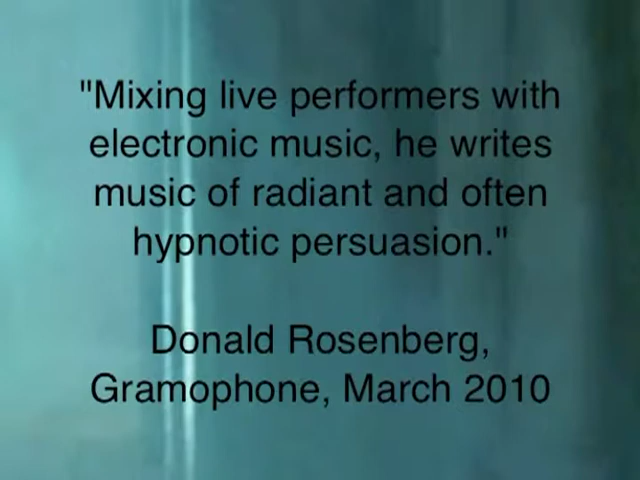 "Mixing live performers with
electronic music, he writes
music of radiant and often
hypnotic persuasion."
Donald Rosenberg,
Gramophone, March 2010